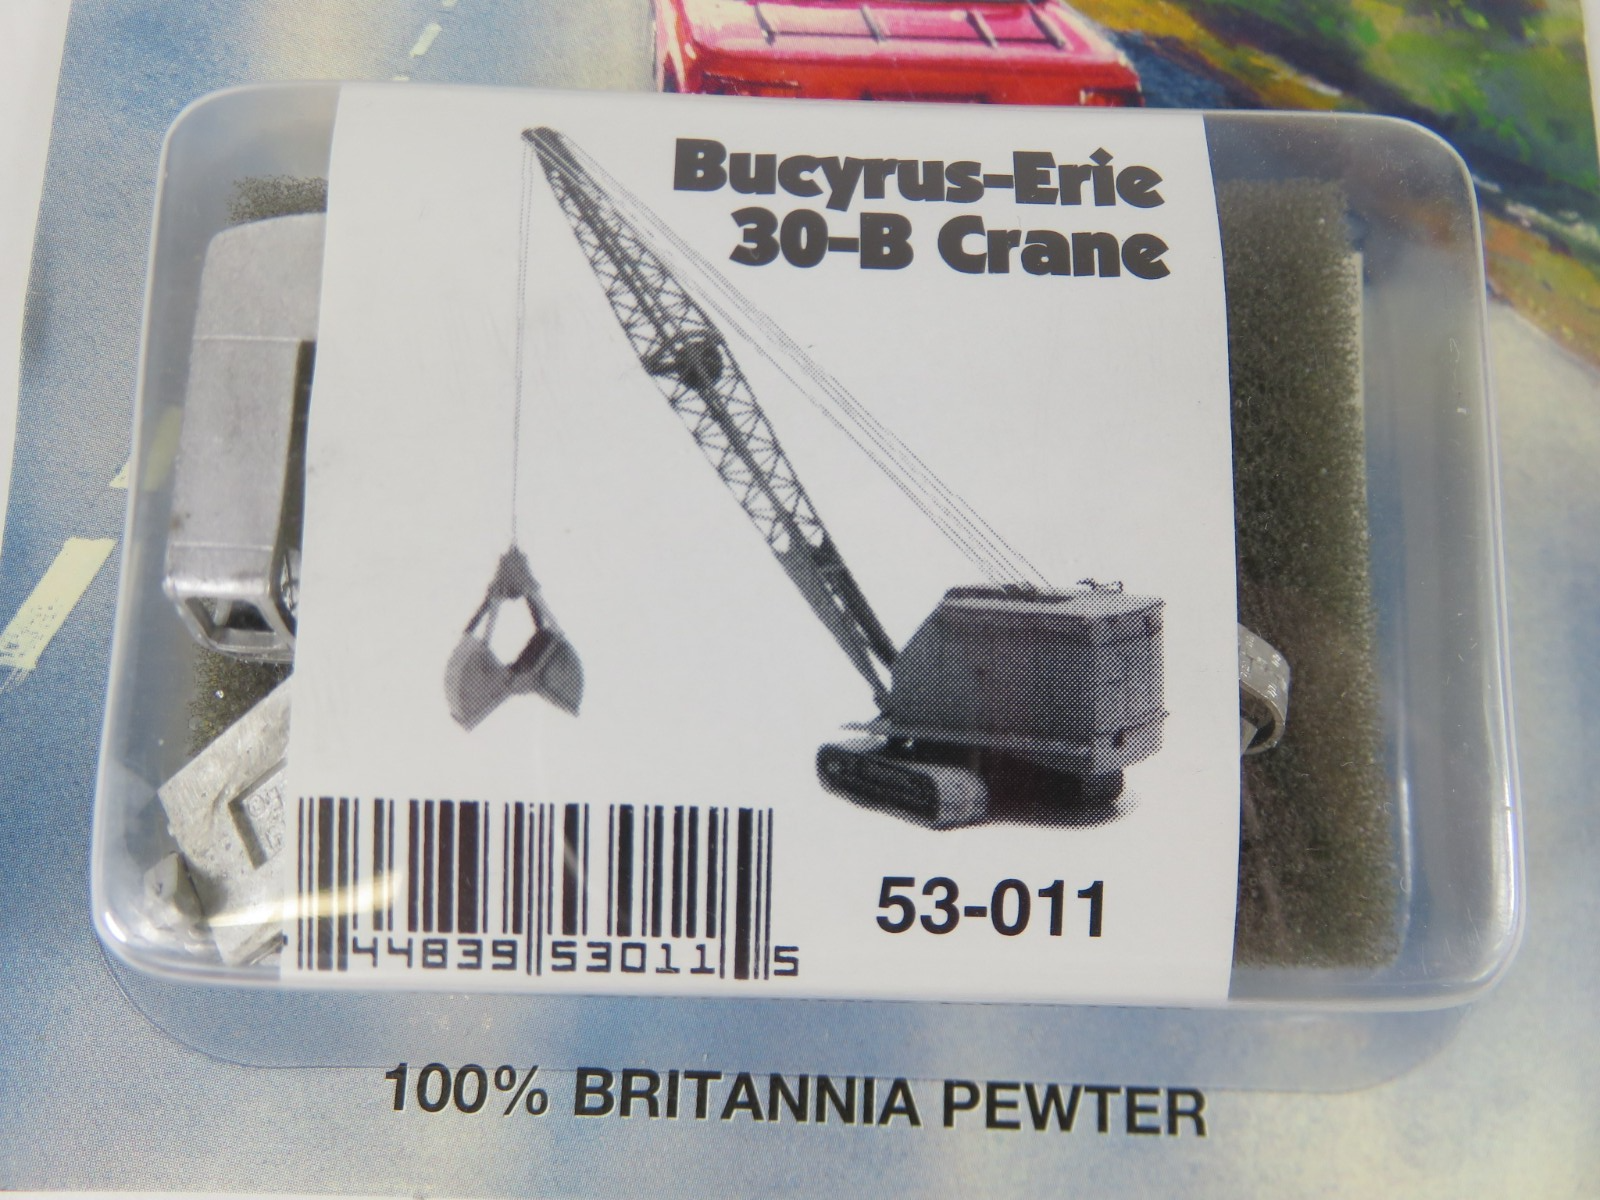 Bucyrus-Erie
30-B Crane
53-011
44839 53011 5
100% BRITANNIA PEWTER